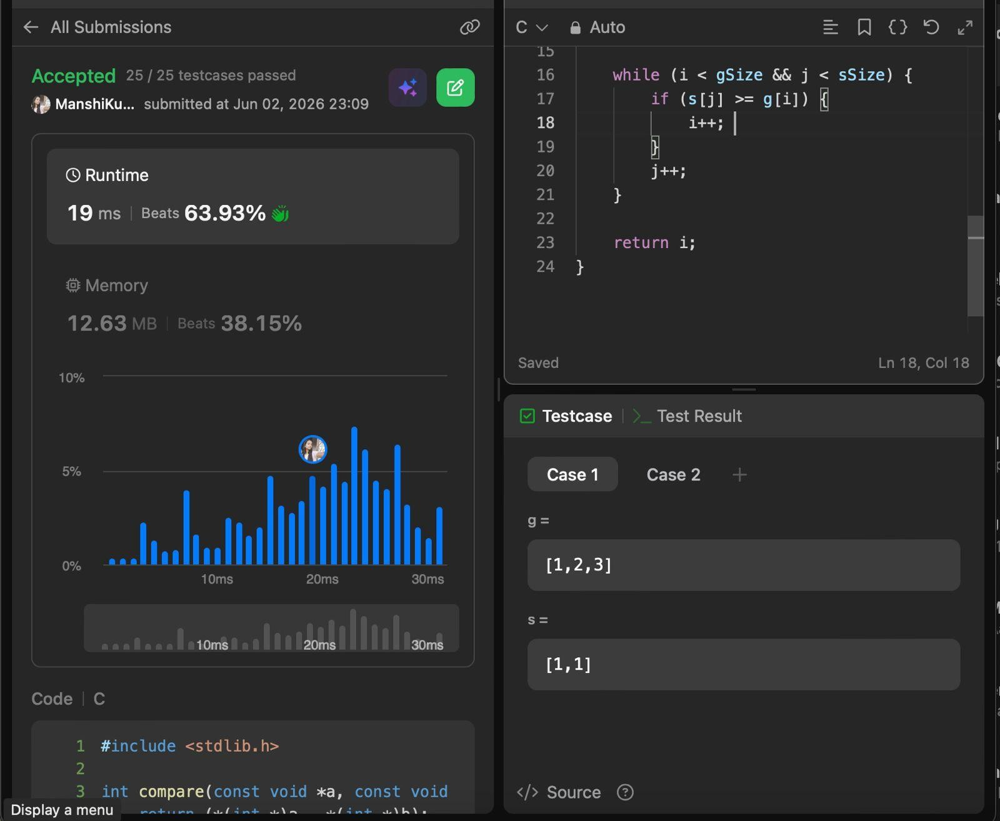 All Submissions
Accepted 25 / 25 testcases passed
ManshiKu... submitted at Jun 02, 2026 23:09
Runtime
19 ms | Beats 63.93%
Memory
12.63 MB | Beats 38.15%
10%
5%
0%
10ms 20ms 30ms
10ms 20ms 30ms
Code | C
1 #include <stdlib.h>
2
3 int compare(const void *a, const void
return (*(int *)a - *(int *)b);
Display a menu
C Auto
15
16 while (i < gSize && j < sSize) {
17 if (s[j] >= g[i]) {
18 i++;
19 }
20 j++;
21 }
22
23 return i;
24 }
Saved Ln 18, Col 18
Testcase | >_ Test Result
Case 1 Case 2 +
g =
[1,2,3]
s =
[1,1]
</> Source ?